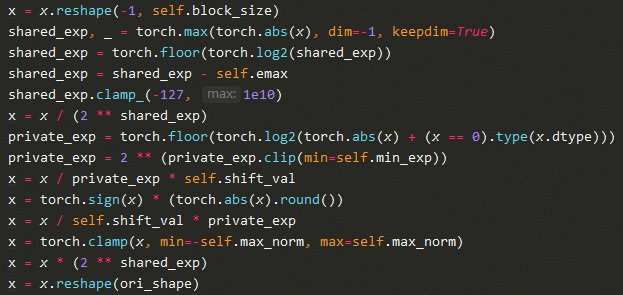 x = x.reshape(-1, self.block_size)
shared_exp, _ = torch.max(torch.abs(x), dim=-1, keepdim=True)
shared_exp = torch.floor(torch.log2(shared_exp))
shared_exp = shared_exp - self.emax
shared_exp.clamp_(-127, max: 1e10)
x = x / (2 ** shared_exp)
private_exp = torch.floor(torch.log2(torch.abs(x) + (x == 0).type(x.dtype)))
private_exp = 2 ** (private_exp.clip(min=self.min_exp))
x = x / private_exp * self.shift_val
x = torch.sign(x) * (torch.abs(x).round())
x = x / self.shift_val * private_exp
x = torch.clamp(x, min=-self.max_norm, max=self.max_norm)
x = x * (2 ** shared_exp)
x = x.reshape(ori_shape)